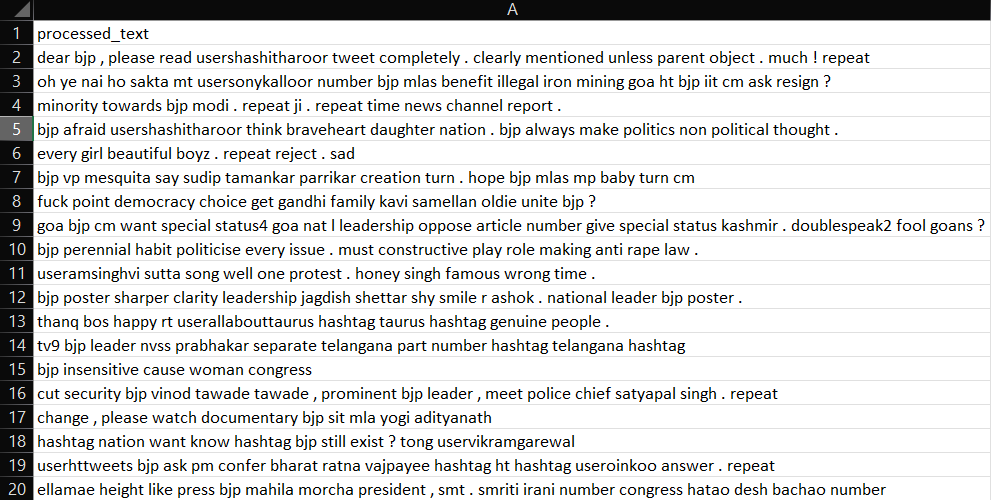 A
1 processed_text
2 dear bjp , please read usershashitharoor tweet completely . clearly mentioned unless parent object . much ! repeat
3 oh ye nai ho sakta mt usersonykalloor number bjp mlas benefit illegal iron mining goa ht bjp iit cm ask resign ?
4 minority towards bjp modi . repeat ji . repeat time news channel report .
5 bjp afraid usershashitharoor think braveheart daughter nation . bjp always make politics non political thought .
6 every girl beautiful boyz . repeat reject . sad
7 bjp vp mesquita say sudip tamankar parrikar creation turn . hope bjp mlas mp baby turn cm
8 fuck point democracy choice get gandhi family kavi samellan oldie unite bjp ?
9 goa bjp cm want special status4 goa nat l leadership oppose article number give special status kashmir . doublespeak2 fool goans ?
10 bjp perennial habit politicise every issue . must constructive play role making anti rape law .
11 useramsinghvi sutta song well one protest . honey singh famous wrong time .
12 bjp poster sharper clarity leadership jagdish shettar shy smile r ashok . national leader bjp poster .
13 thanq bos happy rt userallabouttaurus hashtag taurus hashtag genuine people .
14 tv9 bjp leader nvss prabhakar separate telangana part number hashtag telangana hashtag
15 bjp insensitive cause woman congress
16 cut security bjp vinod tawade tawade , prominent bjp leader , meet police chief satyapal singh . repeat
17 change , please watch documentary bjp sit mla yogi adityanath
18 hashtag nation want know hashtag bjp still exist ? tong uservikramgarewal
19 userhttweets bjp ask pm confer bharat ratna vajpayee hashtag ht hashtag useroinkoo answer . repeat
20 ellamae height like press bjp mahila morcha president , smt . smriti irani number congress hatao desh bachao number